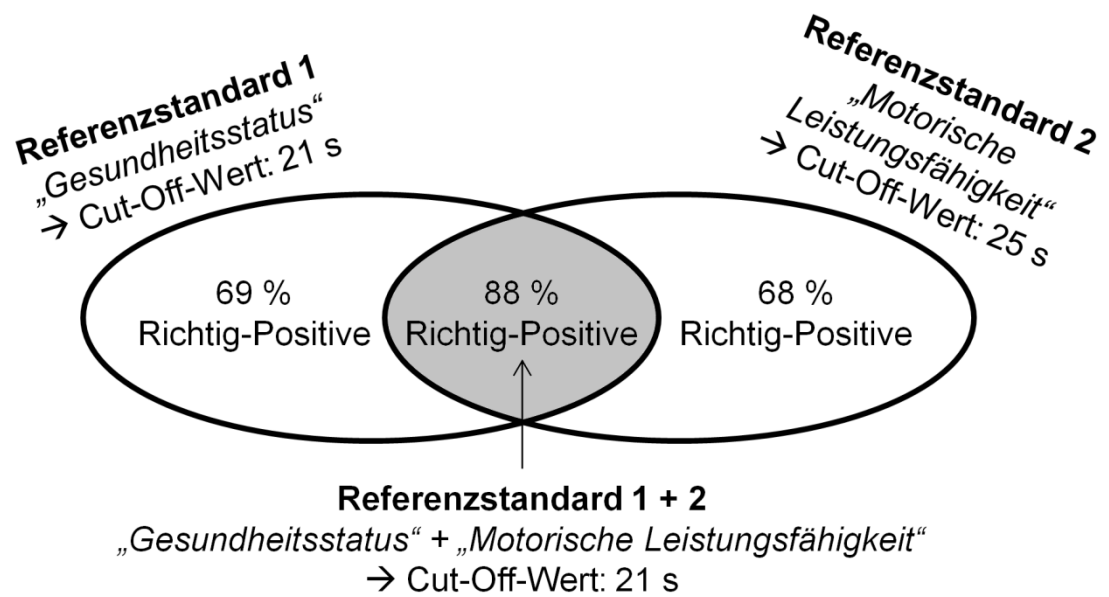 Referenzstandard 1
„Gesundheitsstatus“
→ Cut-Off-Wert: 21 s
Referenzstandard 2
„Motorische
Leistungsfähigkeit“
→ Cut-Off-Wert: 25 s
69 %
Richtig-Positive
88 %
Richtig-Positive
68 %
Richtig-Positive
Referenzstandard 1 + 2
„Gesundheitsstatus“ + „Motorische Leistungsfähigkeit“
→ Cut-Off-Wert: 21 s